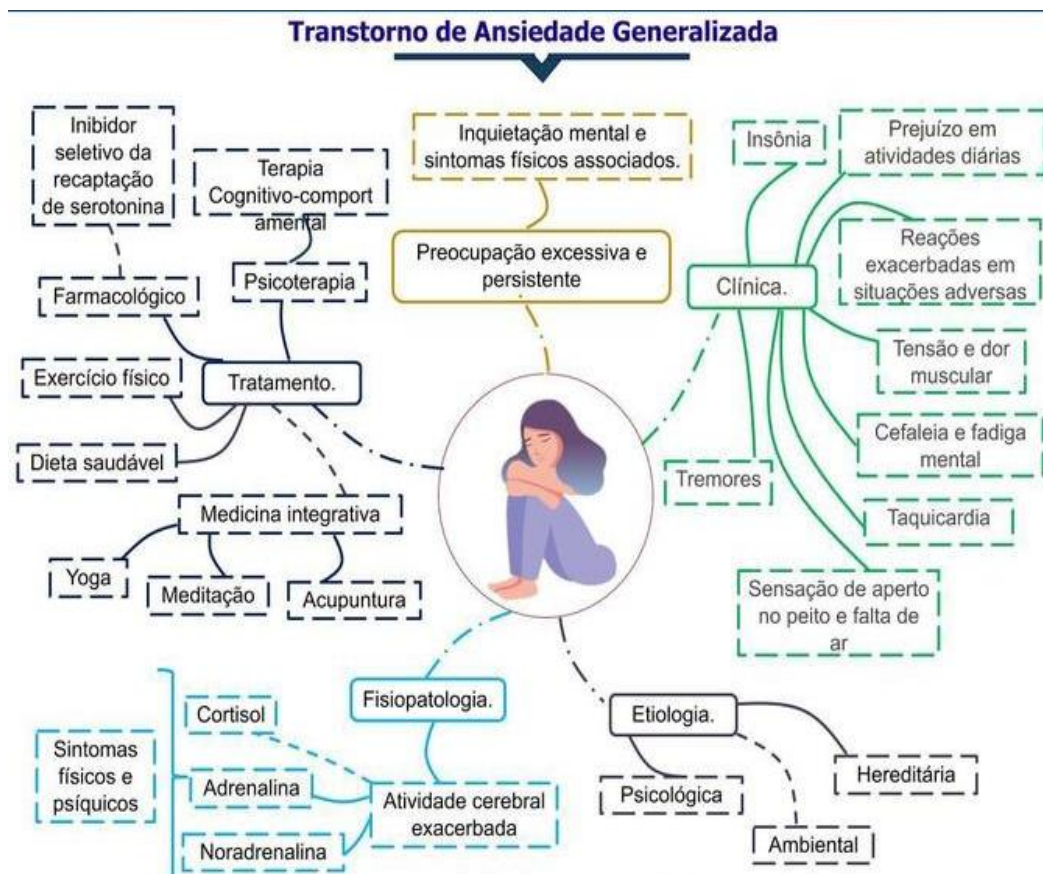 Transtorno de Ansiedade Generalizada
Inibidor
seletivo da
recaptação
de serotonina
Terapia
Cognitivo-comport
amental
Farmacológico
Psicoterapia
Exercício físico
Tratamento.
Dieta saudável
Medicina integrativa
Yoga
Meditação
Acupuntura
Inquietação mental e
sintomas físicos associados.
Preocupação excessiva e
persistente
Insônia
Prejuízo em
atividades diárias
Reações
exacerbadas em
situações adversas
Clínica.
Tensão e dor
muscular
Cefaleia e fadiga
mental
Tremores
Taquicardia
Sensação de aperto
no peito e falta de
ar
Fisiopatologia.
Cortisol
Sintomas
físicos e
psíquicos
Adrenalina
Atividade cerebral
exacerbada
Noradrenalina
Etiologia.
Psicológica
Hereditária
Ambiental